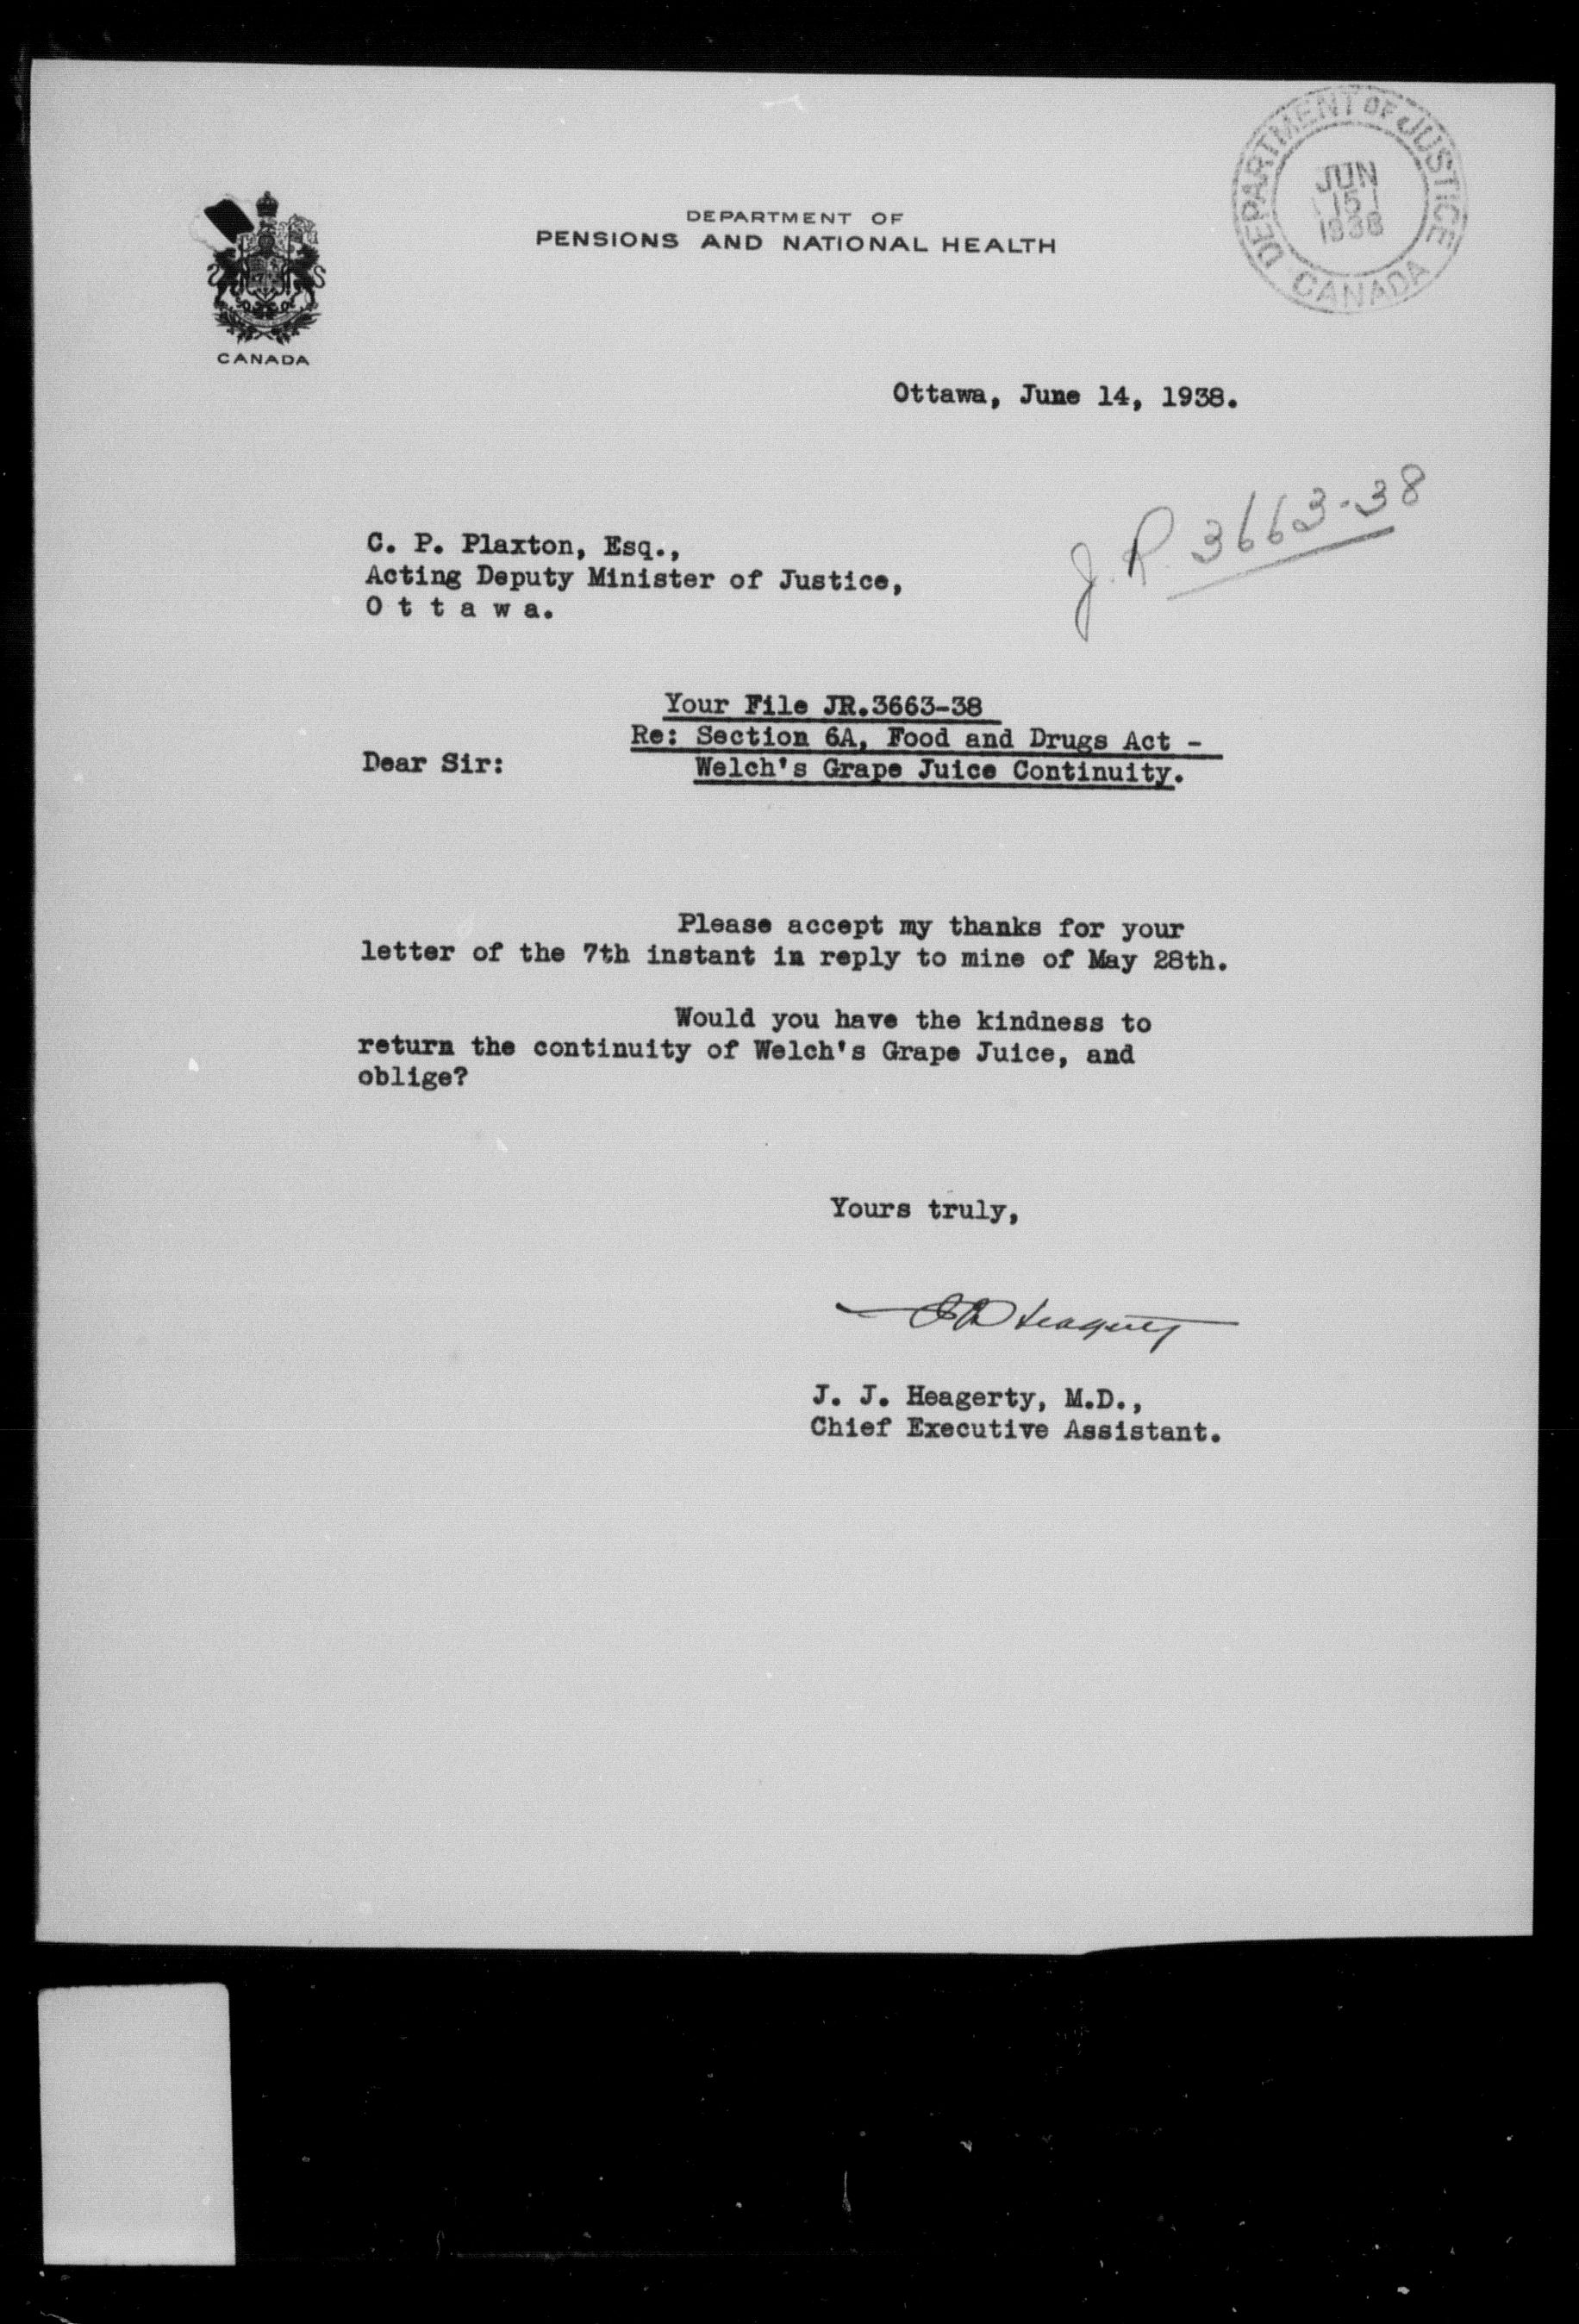 DEPARTMENT OF JUSTICE
CANADA
JUN
15
1938
DEPARTMENT OF
PENSIONS AND NATIONAL HEALTH
CANADA
Ottawa, June 14, 1938.
J.R. 3663-38
C. P. Plaxton, Esq.,
Acting Deputy Minister of Justice,
O t t a w a.
Your File JR.3663-38
Re: Section 6A, Food and Drugs Act -
Welch's Grape Juice Continuity.
Dear Sir:
Please accept my thanks for your
letter of the 7th instant in reply to mine of May 28th.
Would you have the kindness to
return the continuity of Welch's Grape Juice, and
oblige?
Yours truly,
JJ Heagerty
J. J. Heagerty, M.D.,
Chief Executive Assistant.